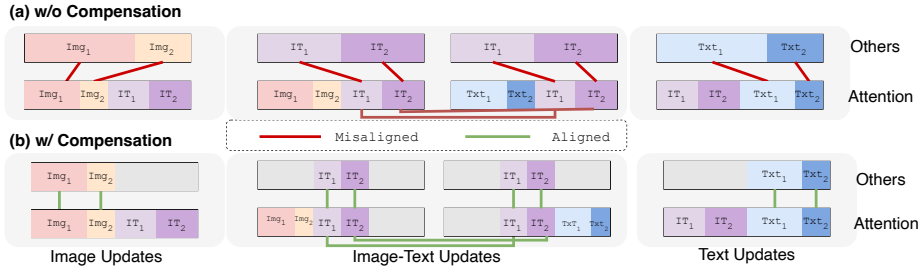 (a) w/o Compensation
Img1 Img2 IT1 IT2 IT1 IT2 Txt1 Txt2 Others
Img1 Img2 IT1 IT2 Img1 Img2 IT1 IT2 Txt1 Txt2 IT1 IT2 IT1 IT2 Txt1 Txt2 Attention
Misaligned Aligned
(b) w/ Compensation
Img1 Img2 IT1 IT2 IT1 IT2 Txt1 Txt2 Others
Img1 Img2 IT1 IT2 Img1 Img2 IT1 IT2 IT1 IT2 TxT1 Txt2 IT1 IT2 Txt1 Txt2 Attention
Image Updates Image-Text Updates Text Updates